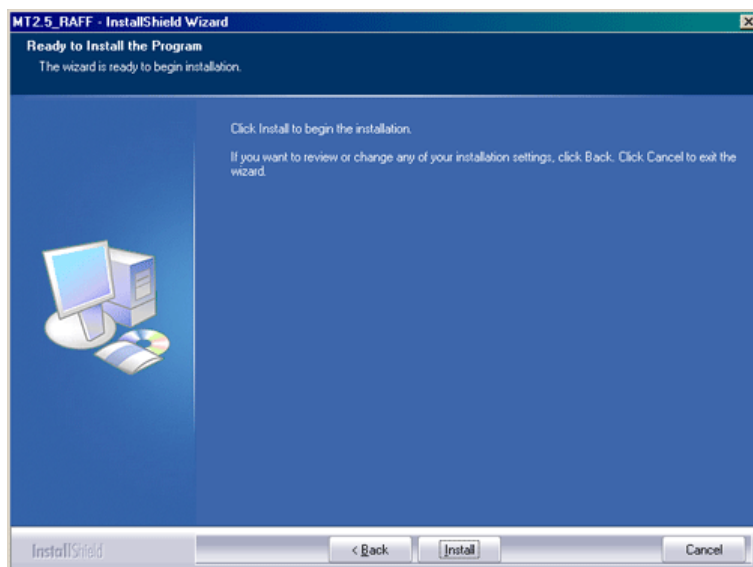 MT2.5_RAFF - InstallShield Wizard
Ready to Install the Program
The wizard is ready to begin installation.
Click Install to begin the installation.
If you want to review or change any of your installation settings, click Back. Click Cancel to exit the
wizard.
InstallShield
< Back
Install
Cancel